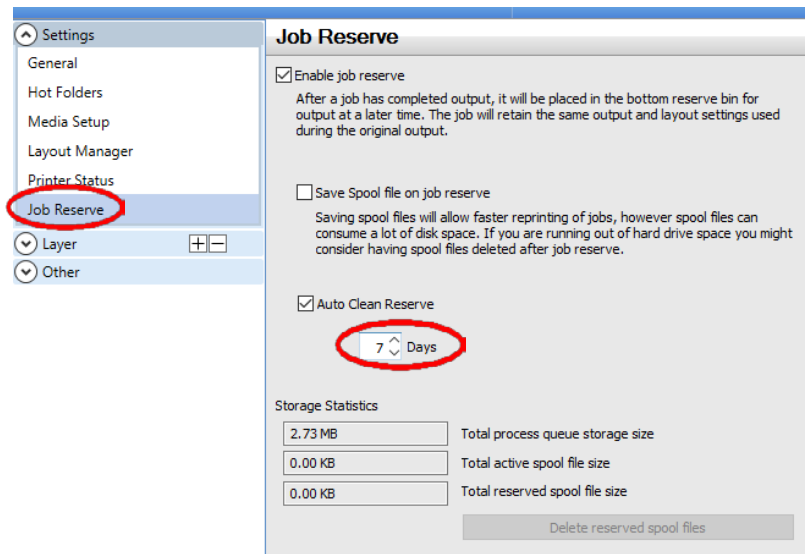 Settings
General
Hot Folders
Media Setup
Layout Manager
Printer Status
Job Reserve
Layer
Other
Job Reserve
Enable job reserve
After a job has completed output, it will be placed in the bottom reserve bin for
output at a later time. The job will retain the same output and layout settings used
during the original output.
Save Spool file on job reserve
Saving spool files will allow faster reprinting of jobs, however spool files can
consume a lot of disk space. If you are running out of hard drive space you might
consider having spool files deleted after job reserve.
Auto Clean Reserve
7 Days
Storage Statistics
2.73 MB Total process queue storage size
0.00 KB Total active spool file size
0.00 KB Total reserved spool file size
Delete reserved spool files